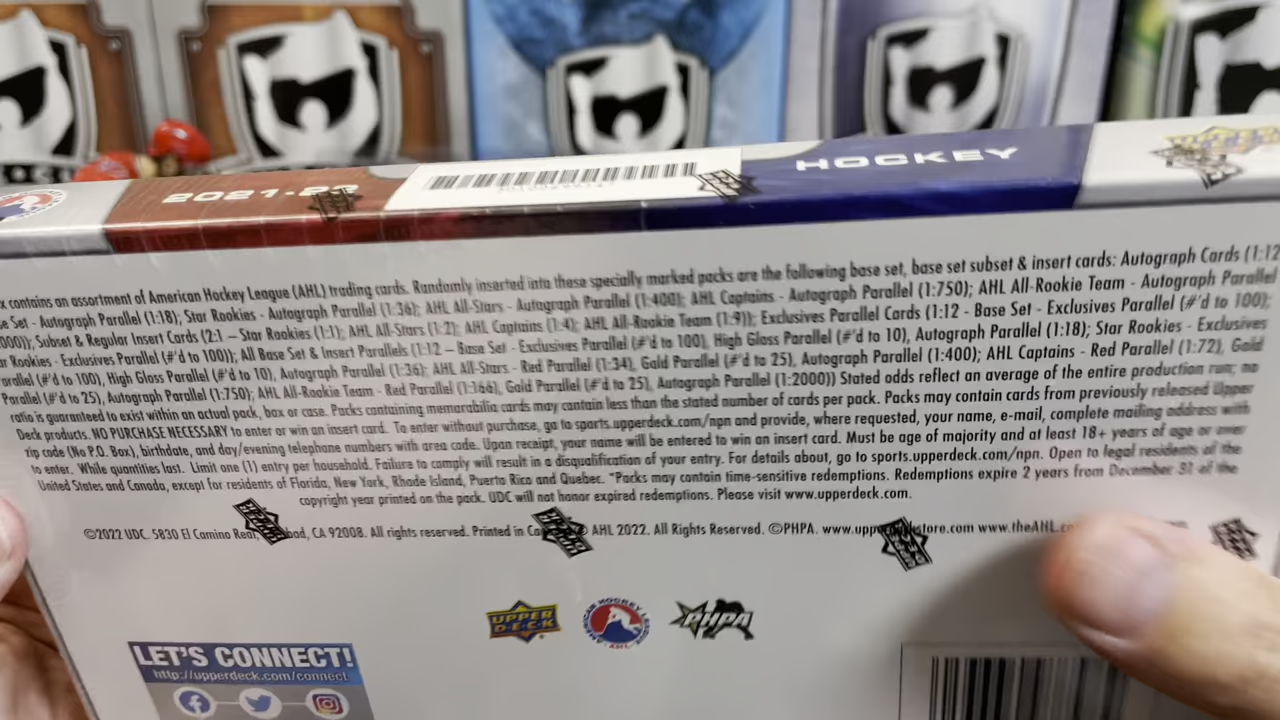 2021-22
HOCKEY
x contains an assortment of American Hockey League (AHL) trading cards. Randomly inserted into these specially marked packs are the following base set, base set subset & insert cards: Autograph Cards (1:12
se Set - Autograph Parallel (1:18); Star Rookies - Autograph Parallel (1:36); AHL All-Stars - Autograph Parallel (1:400); AHL Captains - Autograph Parallel (1:750); AHL All-Rookie Team - Autograph Parallel
000)); Subset & Regular Insert Cards (2:1 – Star Rookies (1:1); AHL All-Stars (1:2); AHL Captains (1:4); AHL All-Rookie Team (1:9)); Exclusives Parallel Cards (1:12 - Base Set - Exclusives Parallel (#'d to 100);
ar Rookies - Exclusives Parallel (#'d to 100)); All Base Set & Insert Parallels (1:12 – Base Set - Exclusives Parallel (#'d to 100), High Gloss Parallel (#'d to 10), Autograph Parallel (1:18); Star Rookies - Exclusives
arallel (#'d to 100), High Gloss Parallel (#'d to 10), Autograph Parallel (1:36); AHL All-Stars - Red Parallel (1:34), Gold Parallel (#'d to 25), Autograph Parallel (1:400); AHL Captains - Red Parallel (1:72), Gold
Parallel (#'d to 25), Autograph Parallel (1:750); AHL All-Rookie Team - Red Parallel (1:166), Gold Parallel (#'d to 25), Autograph Parallel (1:2000)) Stated odds reflect an average of the entire production run; no
ratio is guaranteed to exist within an actual pack, box or case. Packs containing memorabilia cards may contain less than the stated number of cards per pack. Packs may contain cards from previously released Upper
Deck products. NO PURCHASE NECESSARY to enter or win an insert card. To enter without purchase, go to sports.upperdeck.com/npn and provide, where requested, your name, e-mail, complete mailing address with
zip code (No P.O. Box), birthdate, and day/evening telephone numbers with area code. Upon receipt, your name will be entered to win an insert card. Must be age of majority and at least 18+ years of age or over
to enter. While quantities last. Limit one (1) entry per household. Failure to comply will result in a disqualification of your entry. For details about, go to sports.upperdeck.com/npn. Open to legal residents of the
United States and Canada, except for residents of Florida, New York, Rhode Island, Puerto Rico and Quebec. *Packs may contain time-sensitive redemptions. Redemptions expire 2 years from December 31 of the
copyright year printed on the pack. UDC will not honor expired redemptions. Please visit www.upperdeck.com.
©2022 UDC. 5830 El Camino Real, CA 92008. All rights reserved. Printed in AHL 2022. All Rights Reserved. ©PHPA. www.theAHL.co
UPPER DECK
AMERICAN HOCKEY LEAGUE AHL
PHPA
LET'S CONNECT!
http://upperdeck.com/connect